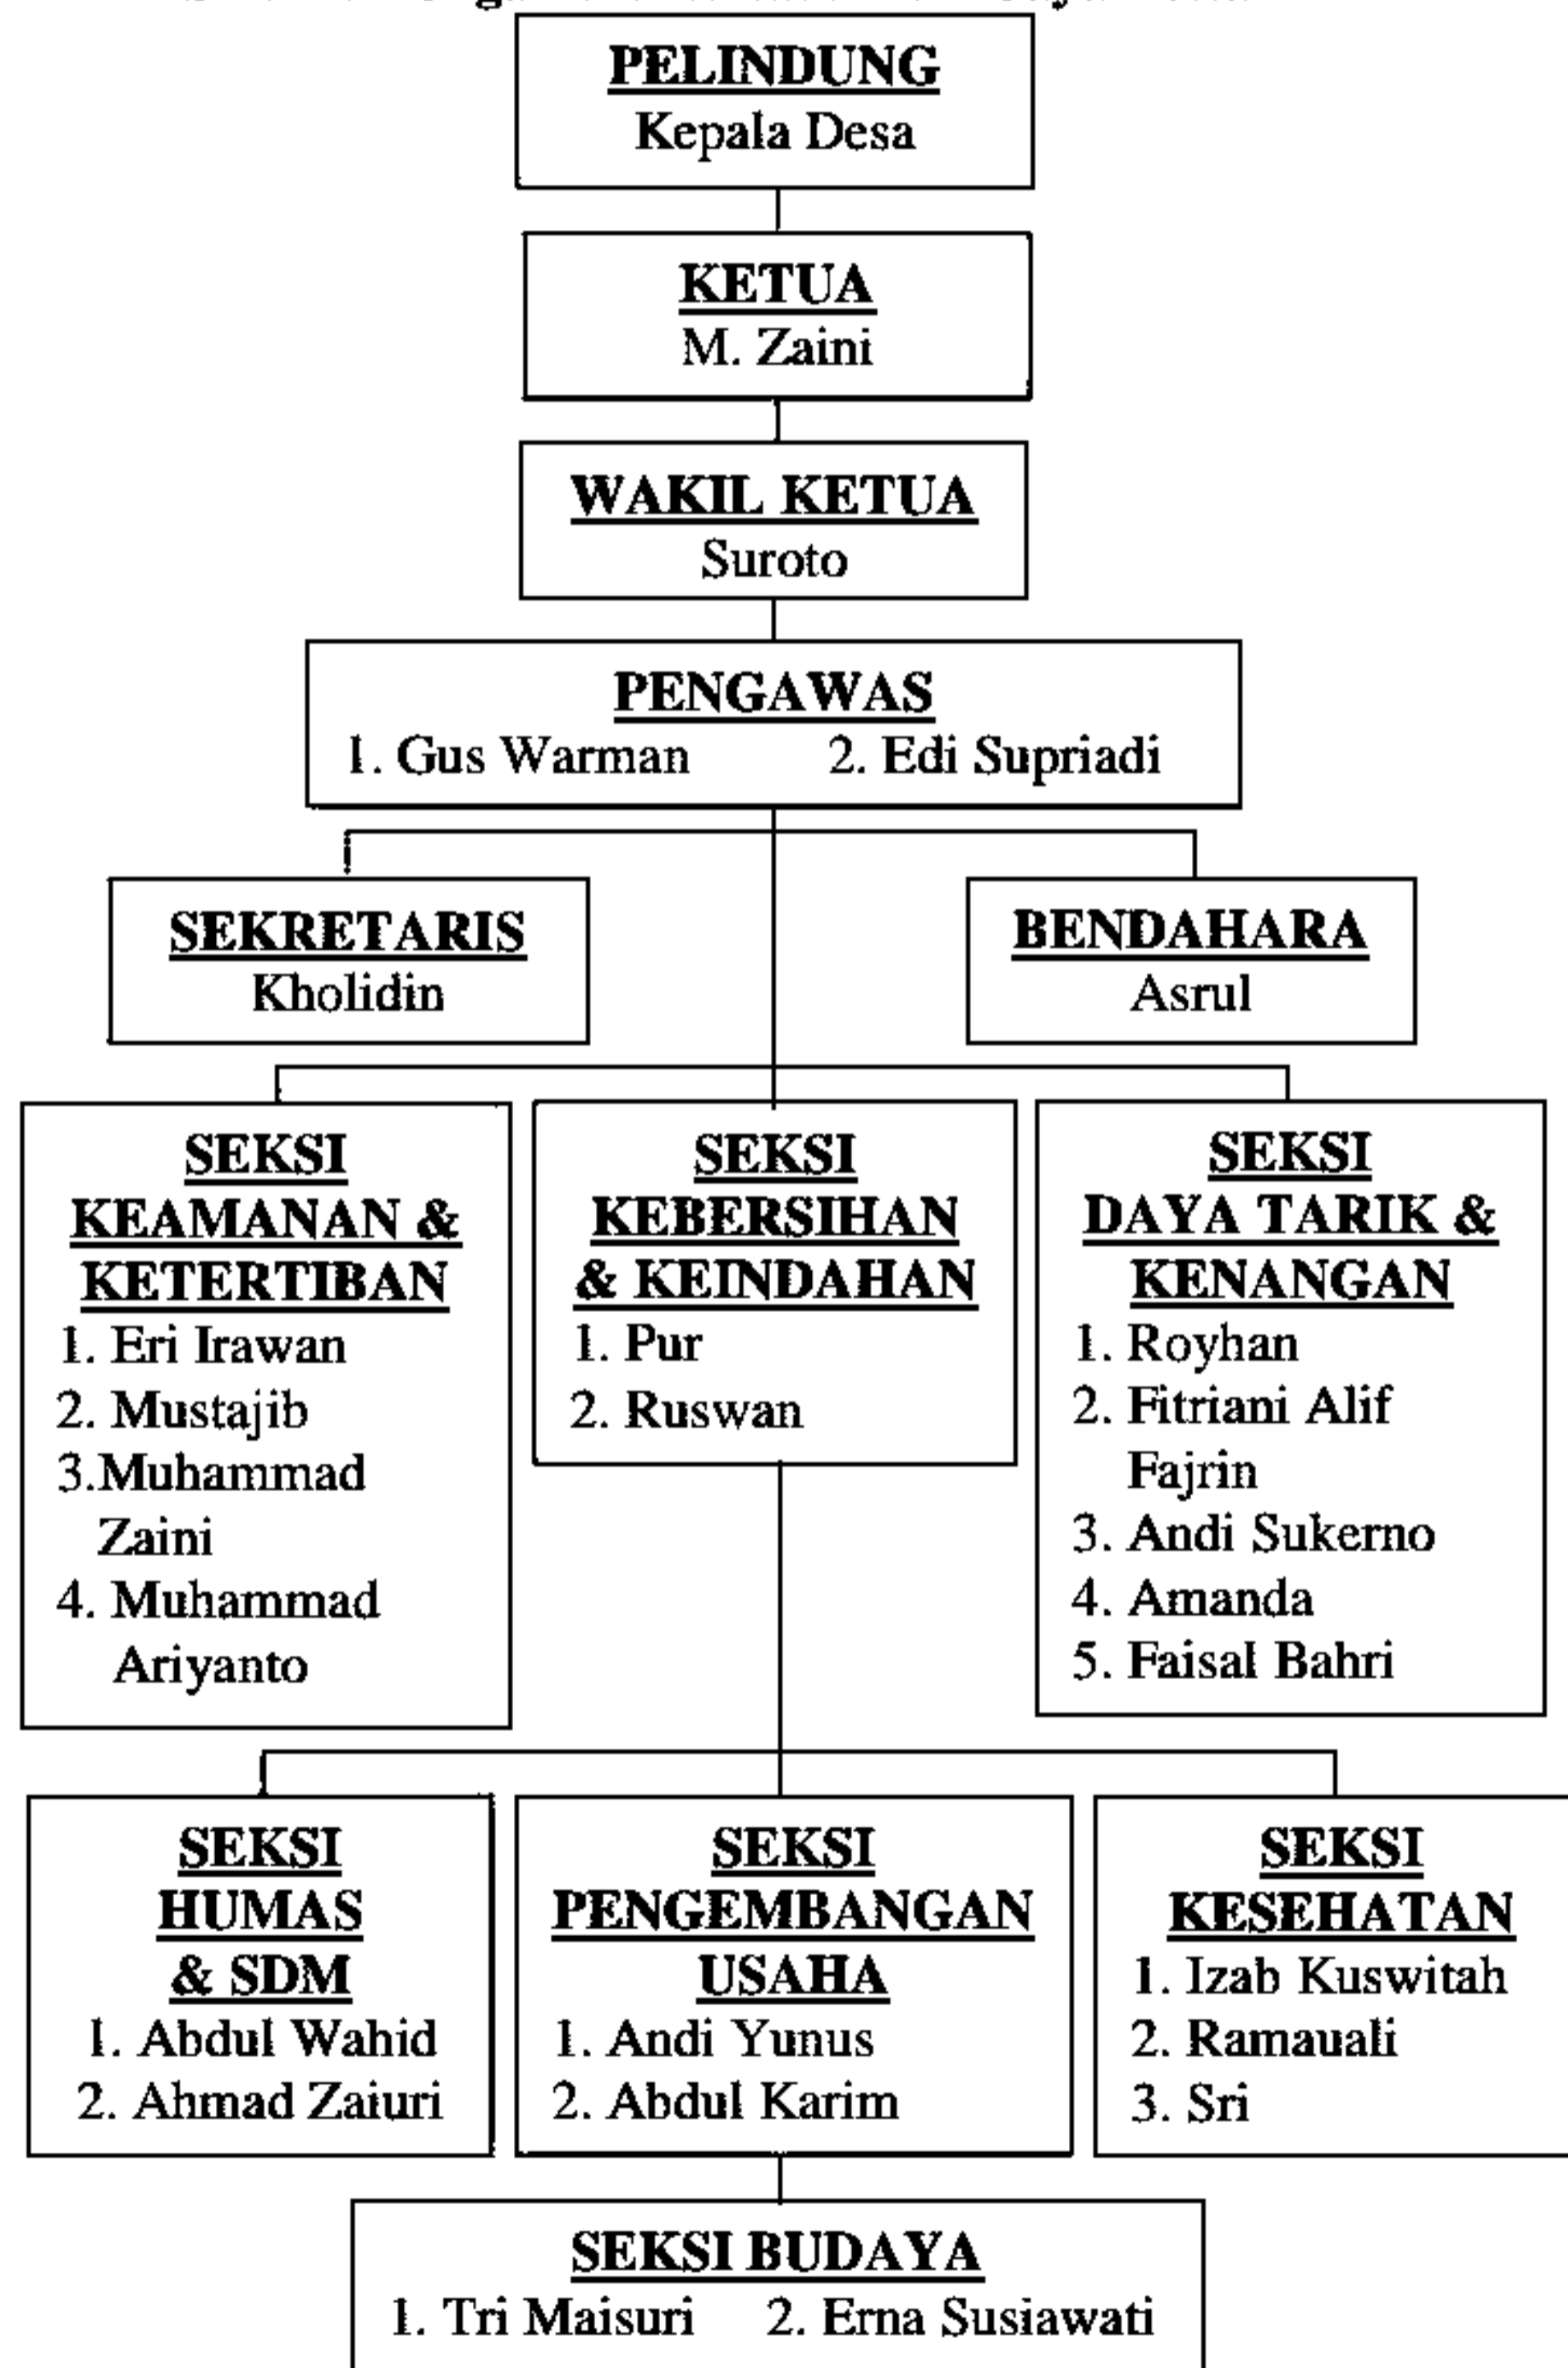 PELINDUNG
Kepala Desa
KETUA
M. Zaini
WAKIL KETUA
Suroto
PENGAWAS
1. Gus Warman 2. Edi Supriadi
SEKRETARIS
Kholidin
BENDAHARA
Asrul
SEKSI
KEAMANAN &
KETERTIBAN
1. Eri Irawan
2. Mustajib
3.Muhammad
Zaini
4. Muhammad
Ariyanto
SEKSI
KEBERSIHAN
& KEINDAHAN
1. Pur
2. Ruswan
SEKSI
DAYA TARIK &
KENANGAN
1. Royhan
2. Fitriani Alif
Fajrin
3. Andi Sukerno
4. Amanda
5. Faisal Bahri
SEKSI
HUMAS
& SDM
1. Abdul Wahid
2. Ahmad Zaiuri
SEKSI
PENGEMBANGAN
USAHA
1. Andi Yunus
2. Abdul Karim
SEKSI
KESEHATAN
1. Izab Kuswitah
2. Ramauali
3. Sri
SEKSI BUDAYA
1. Tri Maisuri 2. Erna Susiawati